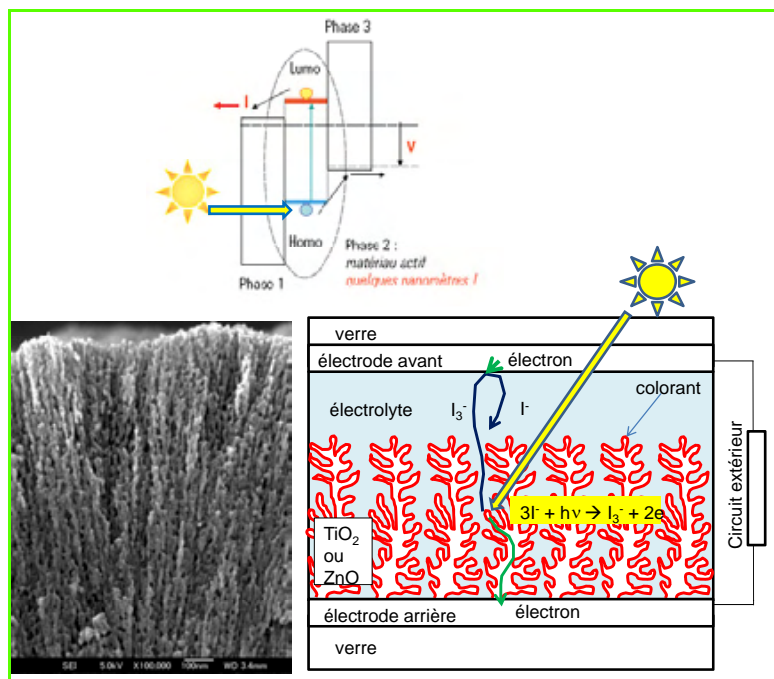 Phase 3
Lumo
I
V
Homo
Phase 2 :
matériau actif
quelques nanomètres !
Phase 1
verre
électrode avant
électron
colorant
électrolyte
I₃⁻
I⁻
3I⁻ + hν → I₃⁻ + 2e
TiO₂
ou
ZnO
Circuit extérieur
électrode arrière
électron
verre
SEI 5.0kV X100,000 100nm WD 3.4mm